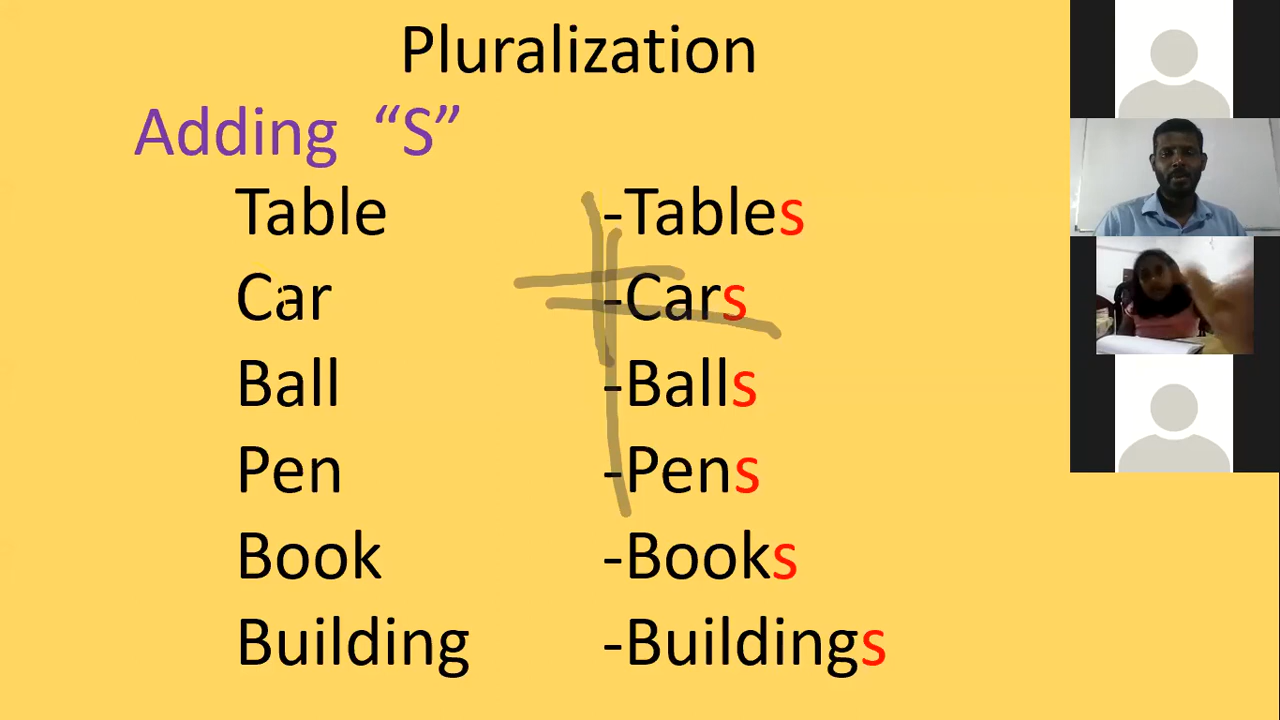 Pluralization
Adding “S”
Table -Tables
Car -Cars
Ball -Balls
Pen -Pens
Book -Books
Building -Buildings